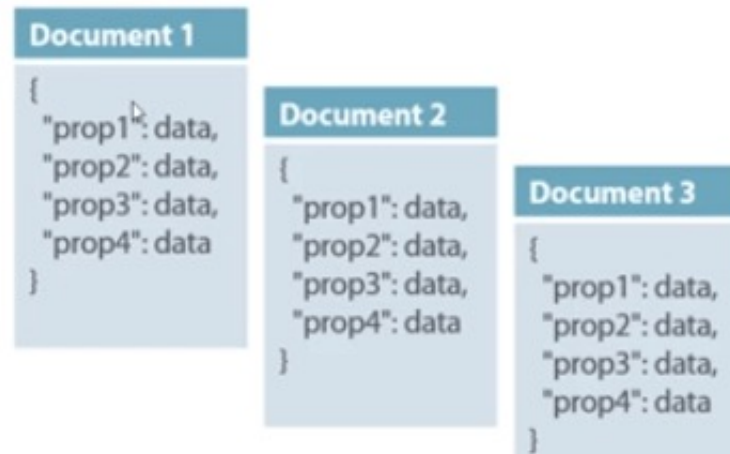 Document 1
{
"prop1": data,
"prop2": data,
"prop3": data,
"prop4": data
}
Document 2
{
"prop1": data,
"prop2": data,
"prop3": data,
"prop4": data
}
Document 3
{
"prop1": data,
"prop2": data,
"prop3": data,
"prop4": data
}